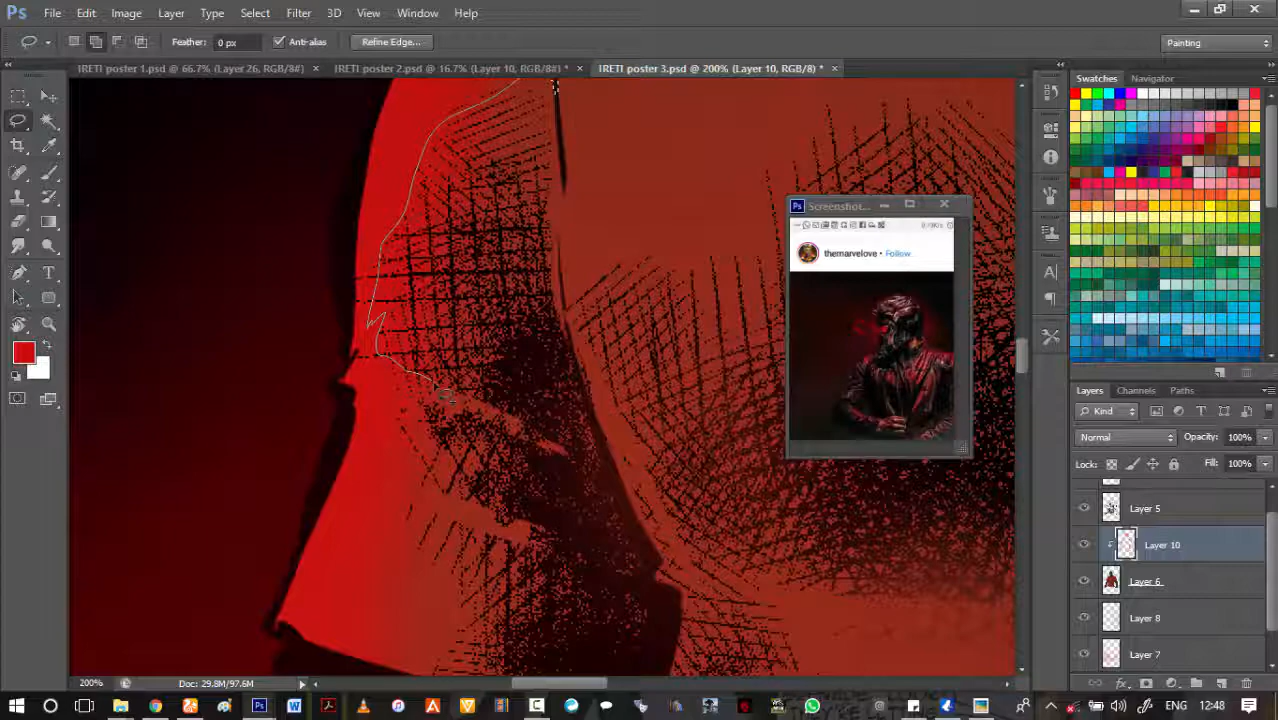 Ps File Edit Image Layer Type Select Filter 3D View Window Help
Feather: 0 px Anti-alias Refine Edge... Painting
IRETI poster 1.psd @ 66.7% (Layer 26, RGB/8#) × IRETI poster 2.psd @ 16.7% (Layer 10, RGB/8#) * × IRETI poster 3.psd @ 200% (Layer 10, RGB/8) * ×
Swatches Navigator
Ps Screenshot...
themarvelove • Follow
Layers Channels Paths
Kind
Normal Opacity: 100%
Lock: Fill: 100%
Layer 5
Layer 10
Layer 6
Layer 8
Layer 7
200% Doc: 29.8M/97.6M
ENG 12:48